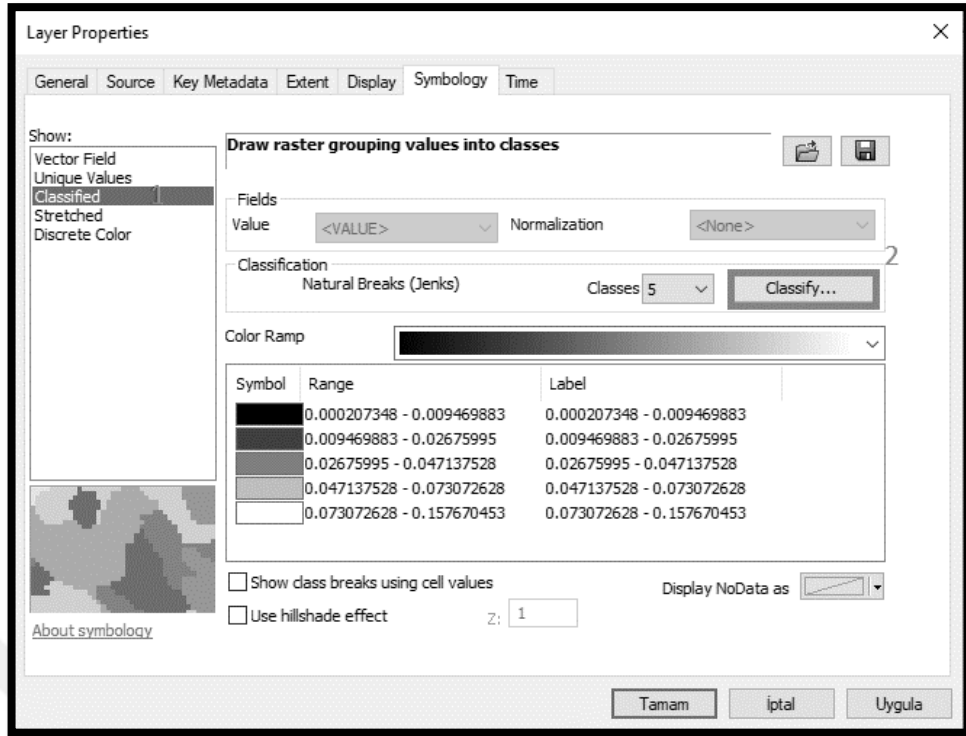 Layer Properties
General Source Key Metadata Extent Display Symbology Time
Show:
Vector Field
Unique Values
Classified 1
Stretched
Discrete Color
About symbology
Draw raster grouping values into classes
Fields
Value <VALUE> Normalization <None>
2
Classification
Natural Breaks (Jenks) Classes 5 Classify...
Color Ramp
Symbol Range Label
0.000207348 - 0.009469883 0.000207348 - 0.009469883
0.009469883 - 0.02675995 0.009469883 - 0.02675995
0.02675995 - 0.047137528 0.02675995 - 0.047137528
0.047137528 - 0.073072628 0.047137528 - 0.073072628
0.073072628 - 0.157670453 0.073072628 - 0.157670453
Show class breaks using cell values Display NoData as
Use hillshade effect Z: 1
Tamam İptal Uygula